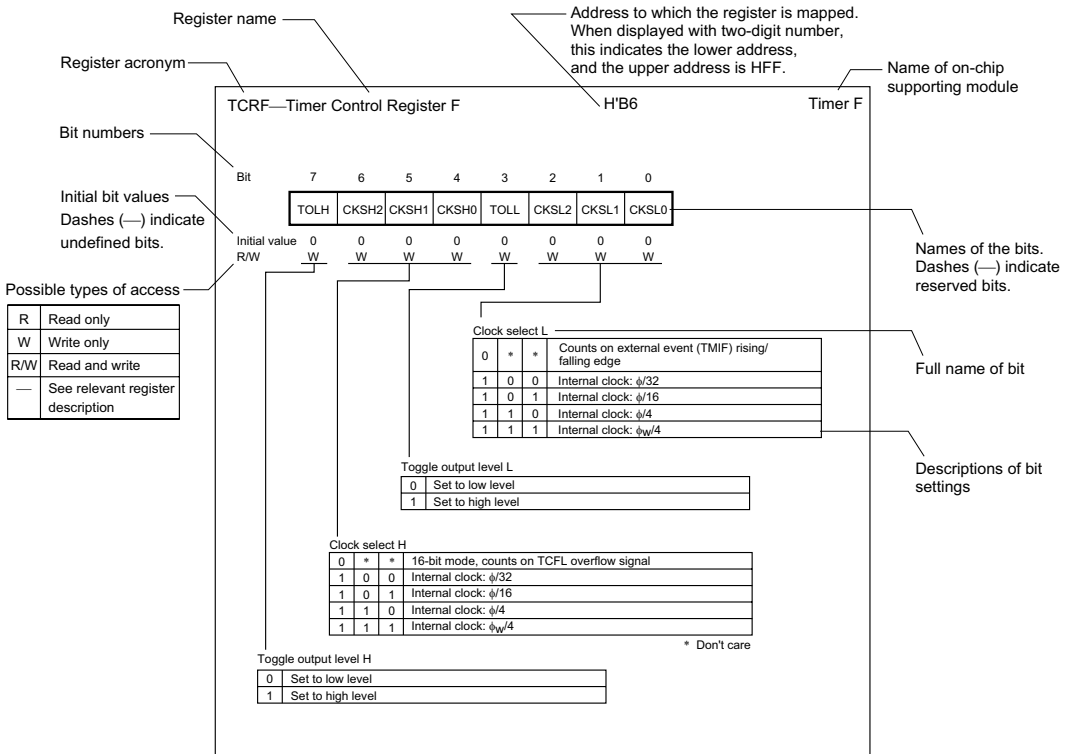 Register name
Address to which the register is mapped.
When displayed with two-digit number,
this indicates the lower address,
and the upper address is HFF.
Register acronym
Name of on-chip
supporting module
TCRF—Timer Control Register F
H'B6
Timer F
Bit numbers
Bit 7 6 5 4 3 2 1 0
Initial bit values
Dashes (—) indicate
undefined bits.
TOLH CKSH2 CKSH1 CKSH0 TOLL CKSL2 CKSL1 CKSL0
Initial value 0 0 0 0 0 0 0 0
R/W W W W W W W W W
Names of the bits.
Dashes (—) indicate
reserved bits.
Possible types of access
R Read only
W Write only
R/W Read and write
— See relevant register
description
Clock select L
0 * * Counts on external event (TMIF) rising/
falling edge
1 0 0 Internal clock: ϕ/32
1 0 1 Internal clock: ϕ/16
1 1 0 Internal clock: ϕ/4
1 1 1 Internal clock: ϕW/4
Full name of bit
Descriptions of bit
settings
Toggle output level L
0 Set to low level
1 Set to high level
Clock select H
0 * * 16-bit mode, counts on TCFL overflow signal
1 0 0 Internal clock: ϕ/32
1 0 1 Internal clock: ϕ/16
1 1 0 Internal clock: ϕ/4
1 1 1 Internal clock: ϕW/4
* Don't care
Toggle output level H
0 Set to low level
1 Set to high level